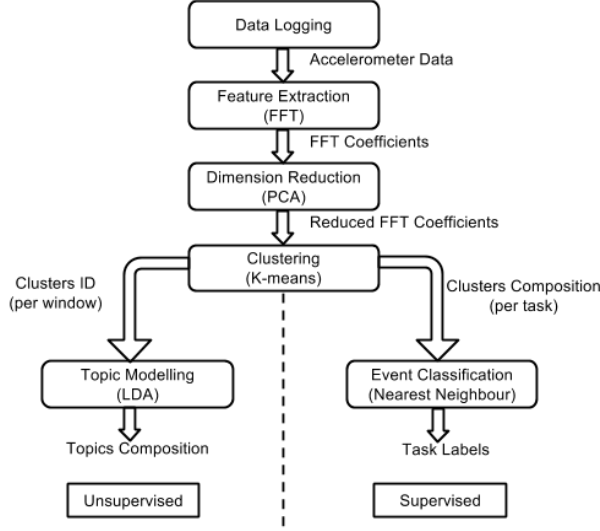 Data Logging
Accelerometer Data
Feature Extraction
(FFT)
FFT Coefficients
Dimension Reduction
(PCA)
Reduced FFT Coefficients
Clustering
(K-means)
Clusters ID
(per window)
Clusters Composition
(per task)
Topic Modelling
(LDA)
Event Classification
(Nearest Neighbour)
Topics Composition
Task Labels
Unsupervised
Supervised